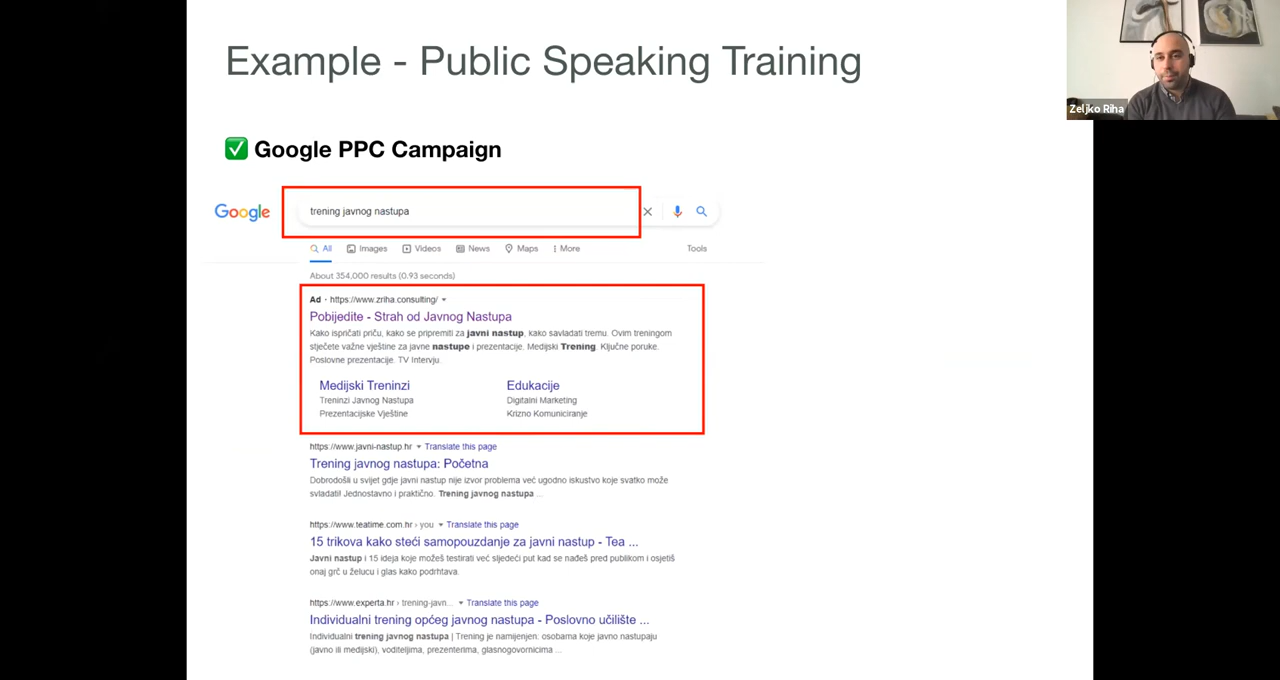 Example - Public Speaking Training
Zeljko Riha
✅ Google PPC Campaign
Google
trening javnog nastupa
All Images Videos News Maps More Tools
About 354,000 results (0.93 seconds)
Ad · https://www.zriha.consulting/
Pobijedite - Strah od Javnog Nastupa
Kako ispričati priču, kako se pripremiti za javni nastup, kako savladati tremu. Ovim treningom
stječete važne vještine za javne nastupe i prezentacije. Medijski Trening. Ključne poruke.
Poslovne prezentacije. TV Intervju.
Medijski Treninzi
Treninzi Javnog Nastupa
Prezentacijske Vještine
Edukacije
Digitalni Marketing
Krizno Komuniciranje
https://www.javni-nastup.hr Translate this page
Trening javnog nastupa: Početna
Dobrodošli u svijet gdje javni nastup nije izvor problema već ugodno iskustvo koje svatko može
svladati! Jednostavno i praktično. Trening javnog nastupa ...
https://www.teatime.com.hr › you Translate this page
15 trikova kako steći samopouzdanje za javni nastup - Tea ...
Javni nastup i 15 ideja koje možeš testirati već sljedeći put kad se nađeš pred publikom i osjetiš
onaj grč u želucu i glas kako podrhtava.
https://www.experta.hr › trening-javn... Translate this page
Individualni trening općeg javnog nastupa - Poslovno učilište ...
Individualni trening javnog nastupa | Trening je namijenjen: osobama koje javno nastupaju
(javno ili medijski), voditeljima, prezenterima, glasnogovornicima ...